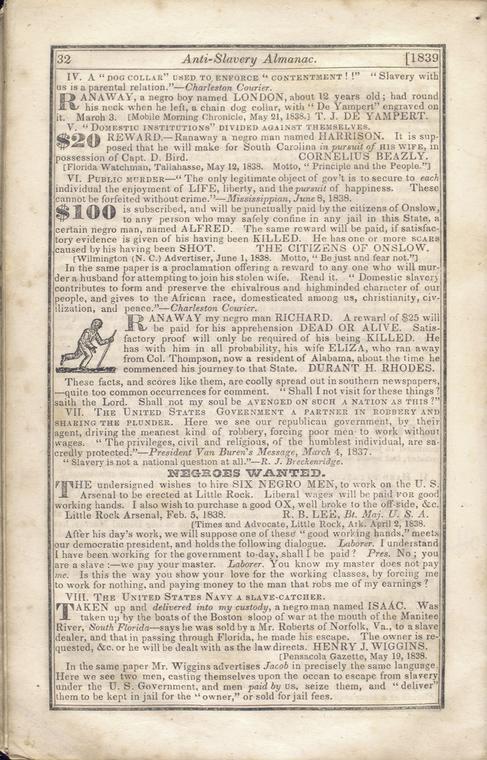 32 Anti-Slavery Almanac. [1839
IV. A "DOG COLLAR" USED TO ENFORCE "CONTENTMENT!!" "Slavery with
us is a parental relation."—Charleston Courier.
RANAWAY, a negro boy named LONDON, about 12 years old; had round
his neck when he left, a chain dog collar, with "De Yampert" engraved on
it. March 3. [Mobile Morning Chronicle, May 21, 1838.] T. J. DE YAMPERT.
V. "DOMESTIC INSTITUTIONS" DIVIDED AGAINST THEMSELVES.
$20 REWARD.—Ranaway a negro man named HARRISON. It is sup-
posed that he will make for South Carolina in pursuit of HIS WIFE, in
possession of Capt. D. Bird. CORNELIUS BEAZLY.
[Florida Watchman, Tallahasse, May 12, 1838. Motto, "Principle and the People."]
VI. PUBLIC MURDER—"The only legitimate object of gov't is to secure to each
individual the enjoyment of LIFE, liberty, and the pursuit of happiness. These
cannot be forfeited without crime."—Mississippian, June 8, 1838.
$100 is subscribed, and will be punctually paid by the citizens of Onslow,
to any person who may safely confine in any jail in this State, a
certain negro man, named ALFRED. The same reward will be paid, if satisfac-
tory evidence is given of his having been KILLED. He has one or more SCARS
caused by his having been SHOT. THE CITIZENS OF ONSLOW.
[Wilmington (N. C.) Advertiser, June 1, 1838. Motto, "Be just and fear not."]
In the same paper is a proclamation offering a reward to any one who will mur-
der a husband for attempting to join his stolen wife. Read it. "Domestic slavery
contributes to form and preserve the chivalrous and highminded character of our
people, and gives to the African race, domesticated among us, christianity, civ-
ilization, and peace."—Charleston Courier.
RANAWAY my negro man RICHARD. A reward of $25 will
be paid for his apprehension DEAD OR ALIVE. Satis-
factory proof will only be required of his being KILLED. He
has with him in all probability, his wife ELIZA, who ran away
from Col. Thompson, now a resident of Alabama, about the time he
commenced his journey to that State. DURANT H. RHODES.
These facts, and scores like them, are coolly spread out in southern newspapers,
—quite too common occurrences for comment. "Shall I not visit for these things?
saith the Lord. Shall not my soul be AVENGED ON SUCH A NATION AS THIS?"
VII. THE UNITED STATES GOVERNMENT A PARTNER IN ROBBERY AND
SHARING THE PLUNDER. Here we see our republican government, by their
agent, driving the meanest kind of robbery, forcing poor men to work without
wages. "The privileges, civil and religious, of the humblest individual, are sa-
credly protected."—President Van Buren's Message, March 4, 1837.
"Slavery is not a national question at all."—R. J. Breckenridge.
NEGROES WANTED.
THE undersigned wishes to hire SIX NEGRO MEN, to work on the U. S.
Arsenal to be erected at Little Rock. Liberal wages will be paid FOR good
working hands. I also wish to purchase a good OX, well broke to the off-side, &c.
Little Rock Arsenal, Feb. 5, 1838. R. B. LEE, Bt. Maj. U. S. A.
[Times and Advocate, Little Rock, Ark. April 2, 1838.
After his day's work, we will suppose one of these "good working hands," meets
our democratic president, and holds the following dialogue. Laborer. I understand
I have been working for the government to-day, shall I be paid? Pres. No; you
are a slave:—we pay your master. Laborer. You know my master does not pay
me. Is this the way you show your love for the working classes, by forcing me
to work for nothing, and paying money to the man that robs me of my earnings?
VIII. THE UNITED STATES NAVY A SLAVE-CATCHER.
TAKEN up and delivered into my custody, a negro man named ISAAC. Was
taken up by the boats of the Boston sloop of war at the mouth of the Manitee
River, South Florida—says he was sold by a Mr. Roberts of Norfolk, Va., to a slave
dealer, and that in passing through Florida, he made his escape. The owner is re-
quested, &c. or he will be dealt with as the law directs. HENRY J. WIGGINS.
[Pensacola Gazette, May 19, 1838.
In the same paper Mr. Wiggins advertises Jacob in precisely the same language.
Here we see two men, casting themselves upon the ocean to escape from slavery
under the U. S. Government, and men paid by us, seize them, and "deliver"
them to be kept in jail for the "owner," or sold for jail fees.